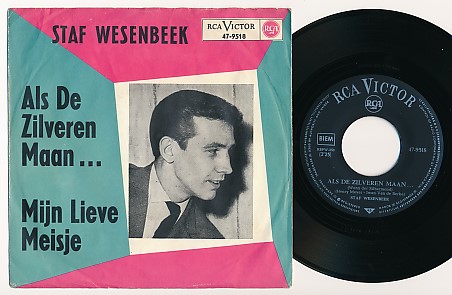 STAF WESENBEEK
RCA VICTOR
47-9518
RCA
Als De
Zilveren
Maan...
Mijn Lieve
Meisje
RCA VICTOR
RCA
BIEM
47-9518
ALS DE ZILVEREN MAAN...
STAF WESENBEEK